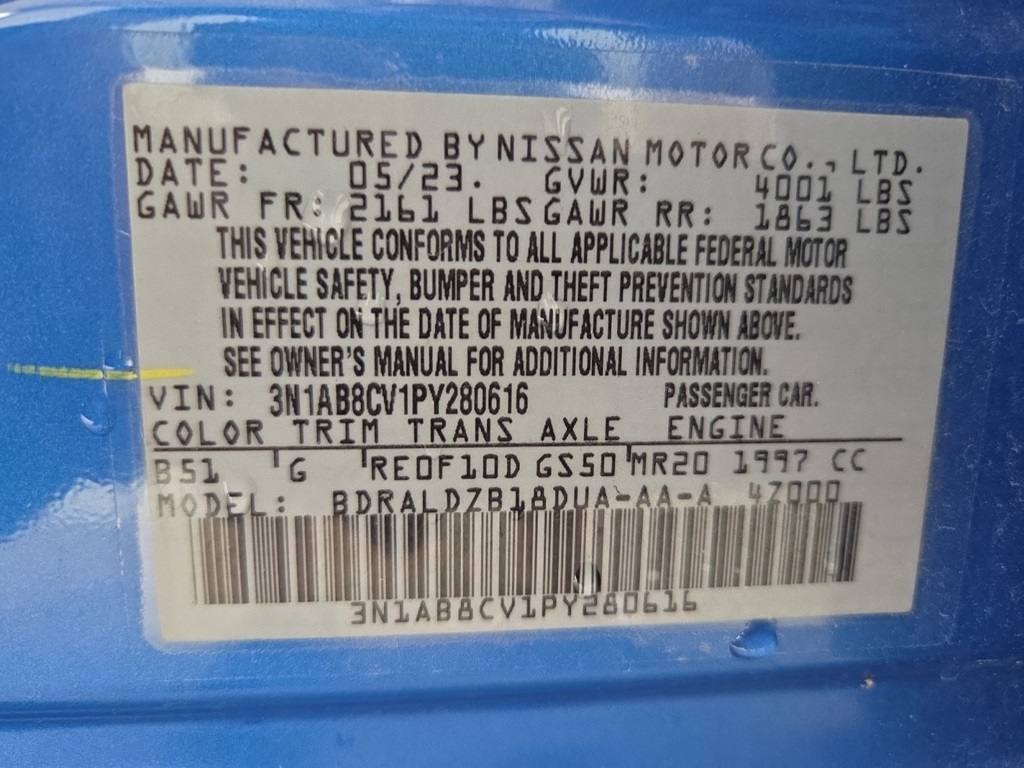 MANUFACTURED BY NISSAN MOTOR CO., LTD.
DATE: 05/23. GVWR: 4001 LBS
GAWR FR: 2161 LBS GAWR RR: 1863 LBS
THIS VEHICLE CONFORMS TO ALL APPLICABLE FEDERAL MOTOR
VEHICLE SAFETY, BUMPER AND THEFT PREVENTION STANDARDS
IN EFFECT ON THE DATE OF MANUFACTURE SHOWN ABOVE.
SEE OWNER'S MANUAL FOR ADDITIONAL INFORMATION.
VIN: 3N1AB8CV1PY280616 PASSENGER CAR.
COLOR TRIM TRANS AXLE ENGINE
B51 G RE0F10D GS50 MR20 1997 CC
MODEL: BDRALDZB18DUA-AA-A 4Z000
3N1AB8CV1PY280616